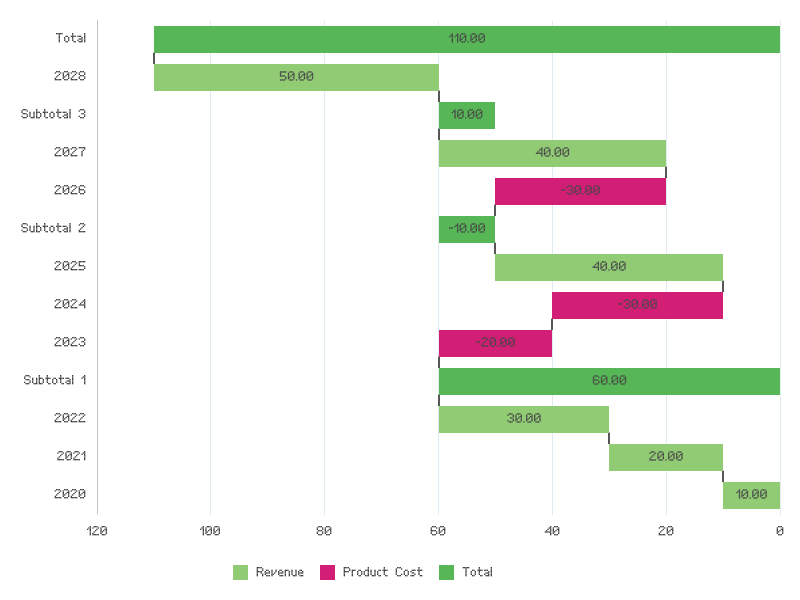 Total 110.00
2028 50.00
Subtotal 3 10.00
2027 40.00
2026 -30.00
Subtotal 2 -10.00
2025 40.00
2024 -30.00
2023 -20.00
Subtotal 1 60.00
2022 30.00
2021 20.00
2020 10.00
120 100 80 60 40 20 0
Revenue Product Cost Total